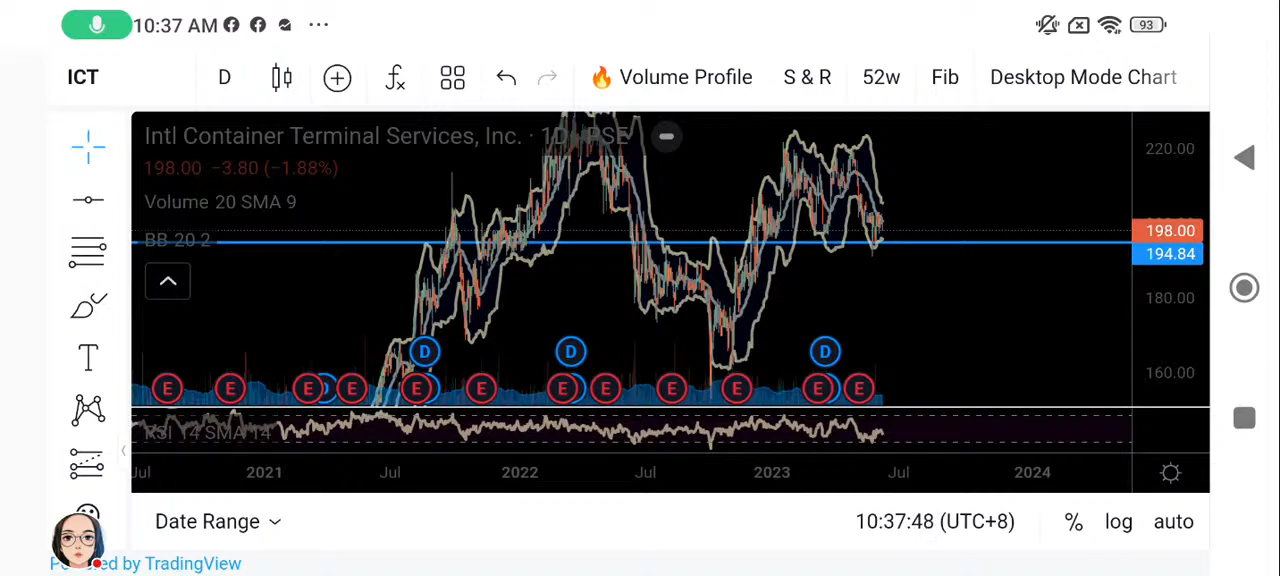 10:37 AM
93
ICT
D
Volume Profile
S & R
52w
Fib
Desktop Mode Chart
Intl Container Terminal Services, Inc. · 1D · PSE
198.00 −3.80 (−1.88%)
Volume 20 SMA 9
BB 20 2
220.00
198.00
194.84
180.00
160.00
D D D
E E E D E E E E E E E E E
RSI 14 SMA 14
Jul 2021 Jul 2022 Jul 2023 Jul 2024
Date Range
10:37:48 (UTC+8)
% log auto
ed by TradingView